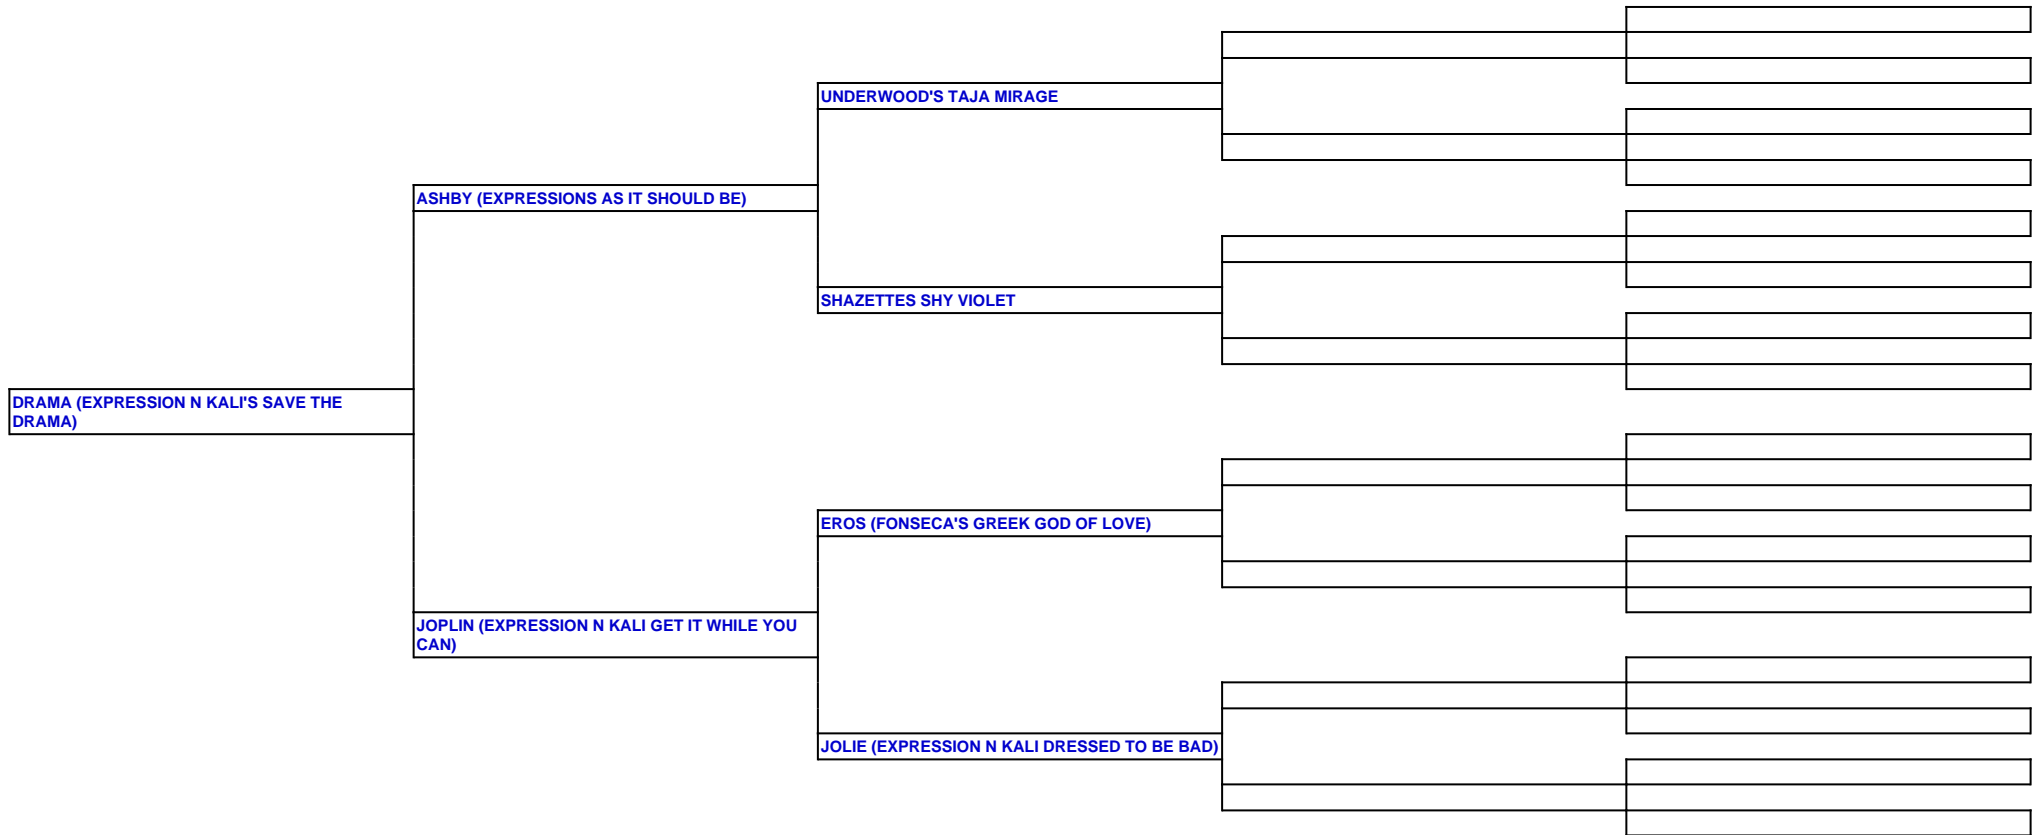 UNDERWOOD'S TAJA MIRAGE
ASHBY (EXPRESSIONS AS IT SHOULD BE)
SHAZETTES SHY VIOLET
DRAMA (EXPRESSION N KALI'S SAVE THE
DRAMA)
EROS (FONSECA'S GREEK GOD OF LOVE)
JOPLIN (EXPRESSION N KALI GET IT WHILE YOU
CAN)
JOLIE (EXPRESSION N KALI DRESSED TO BE BAD)